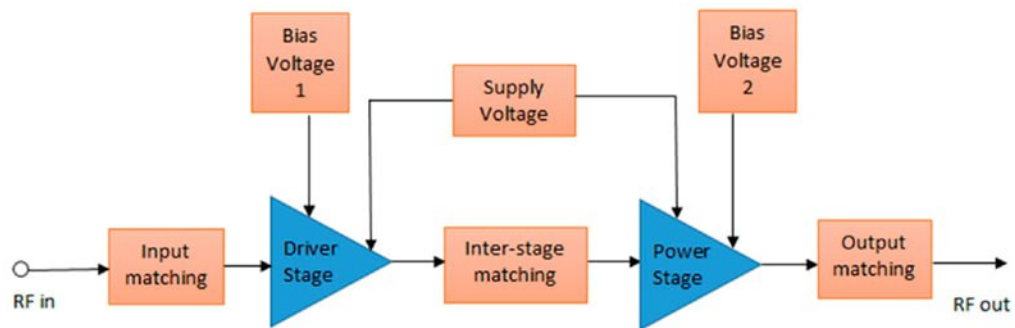 Bias
Voltage
1
Supply
Voltage
Bias
Voltage
2
RF in
Input
matching
Driver
Stage
Inter-stage
matching
Power
Stage
Output
matching
RF out